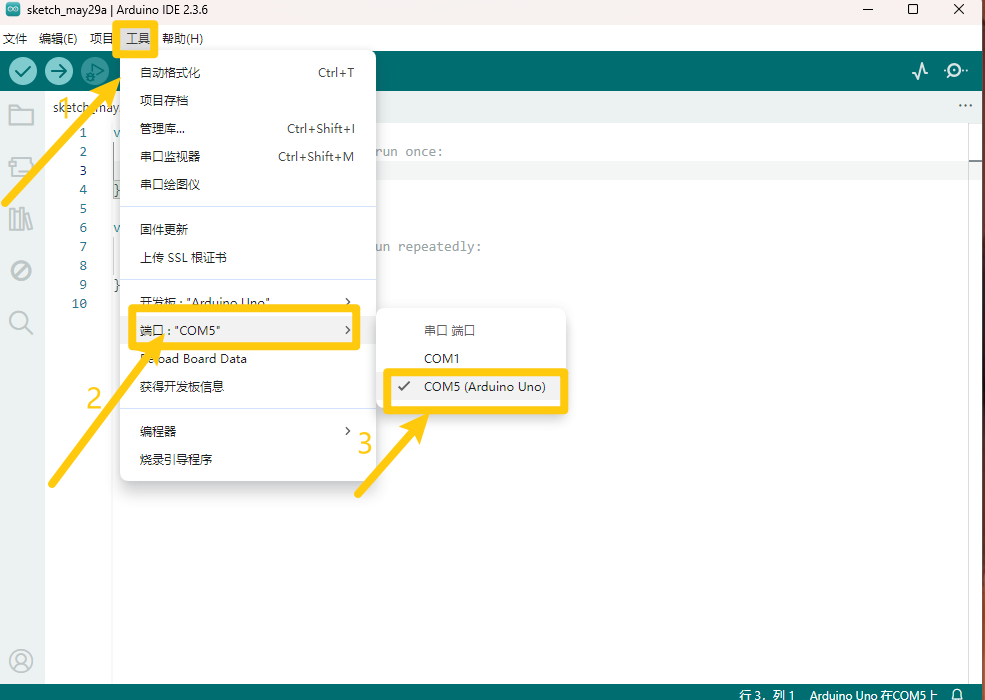 sketch_may29a | Arduino IDE 2.3.6
文件 编辑(E) 项目 工具 帮助(H)
自动格式化 Ctrl+T
项目存档
管理库... Ctrl+Shift+I
串口监视器 Ctrl+Shift+M
串口绘图仪
固件更新
上传 SSL 根证书
开发板 : "Arduino Uno"
端口 : "COM5"
Reload Board Data
获得开发板信息
编程器
烧录引导程序
串口 端口
COM1
COM5 (Arduino Uno)
1
2
3
sketch_may
1 v
2 run once:
3
4 }
5
6 v
7 un repeatedly:
8
9 }
10
行 3，列 1 Arduino Uno 在COM5上